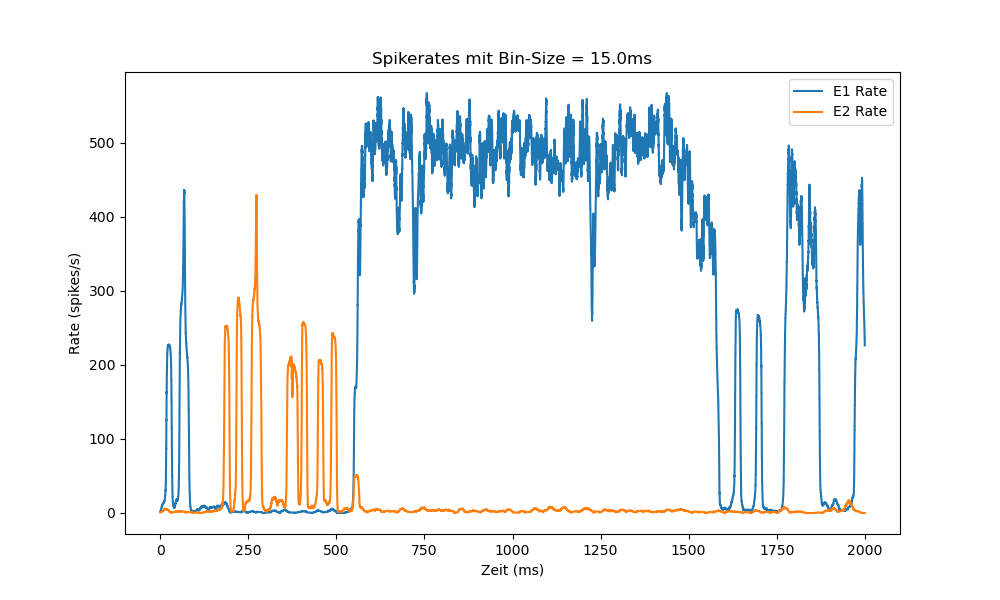 Spikerates mit Bin-Size = 15.0ms
E1 Rate
E2 Rate
Rate (spikes/s)
500
400
300
200
100
0
0 250 500 750 1000 1250 1500 1750 2000
Zeit (ms)